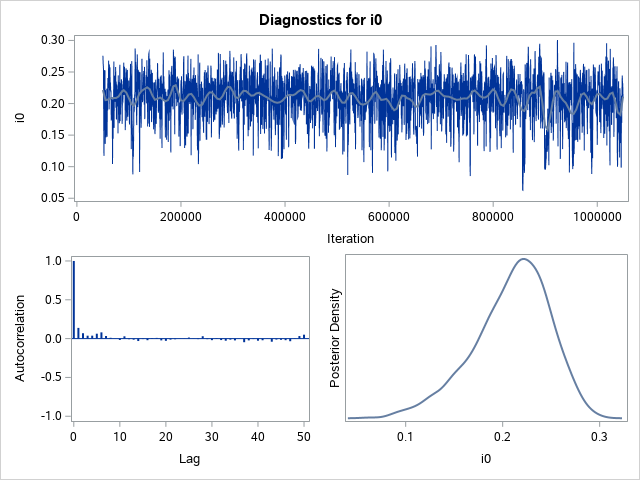 Diagnostics for i0
0.30
0.25
0.20
0.15
0.10
0.05
i0
0 200000 400000 600000 800000 1000000
Iteration
1.0
0.5
0.0
-0.5
-1.0
Autocorrelation
0 10 20 30 40 50
Lag
Posterior Density
0.1 0.2 0.3
i0